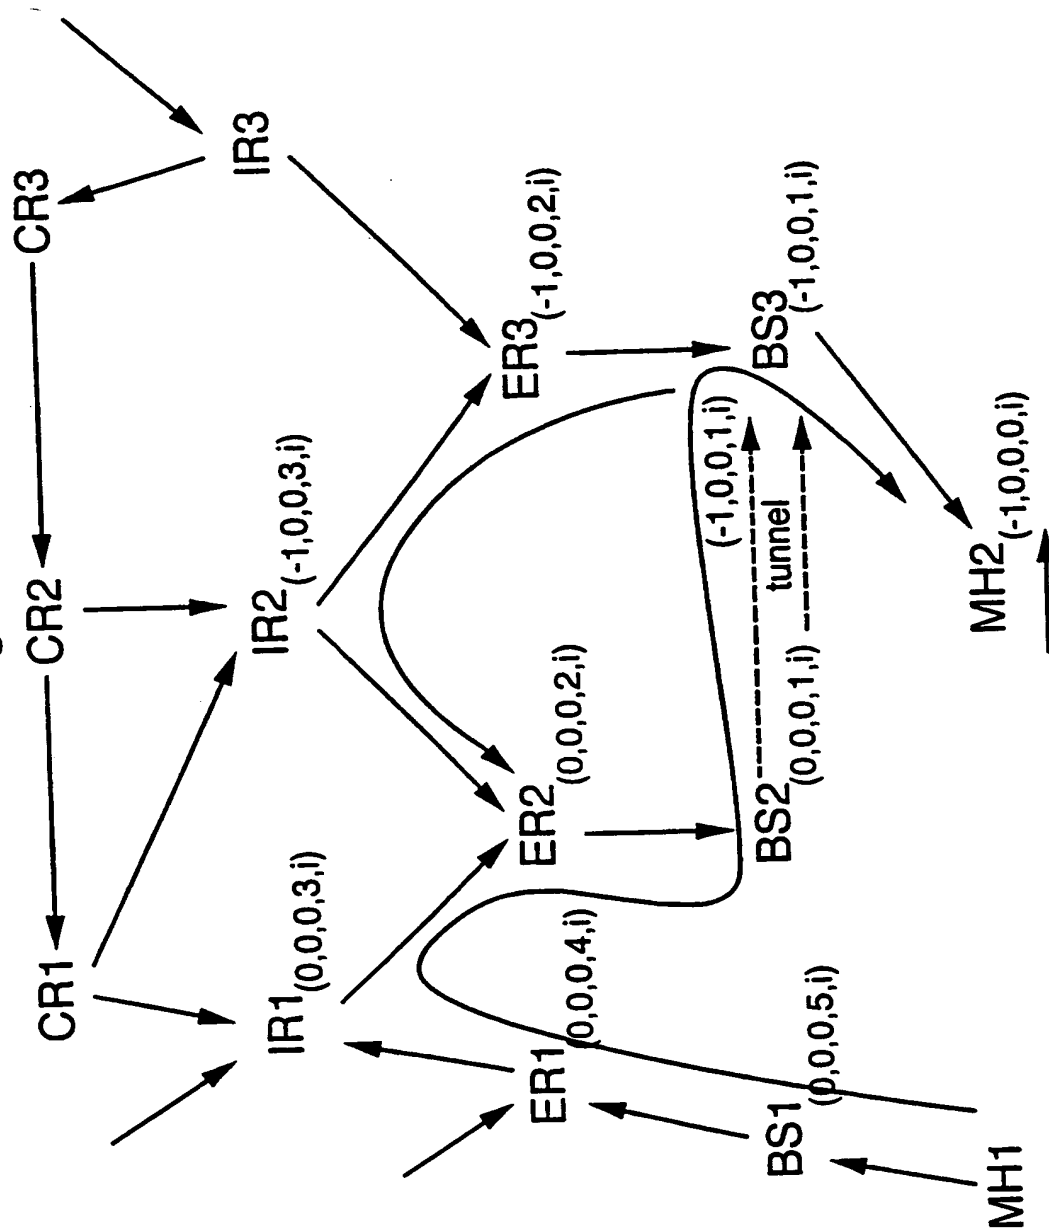 CR1
CR2
CR3
IR1(0,0,0,3,i)
IR2(-1,0,0,3,i)
IR3
ER1(0,0,0,4,i)
ER2(0,0,0,2,i)
ER3(-1,0,0,2,i)
BS1(0,0,0,5,i)
BS2(0,0,0,1,i)
(-1,0,0,1,i)
tunnel
BS3(-1,0,0,1,i)
MH1
MH2(-1,0,0,0,i)